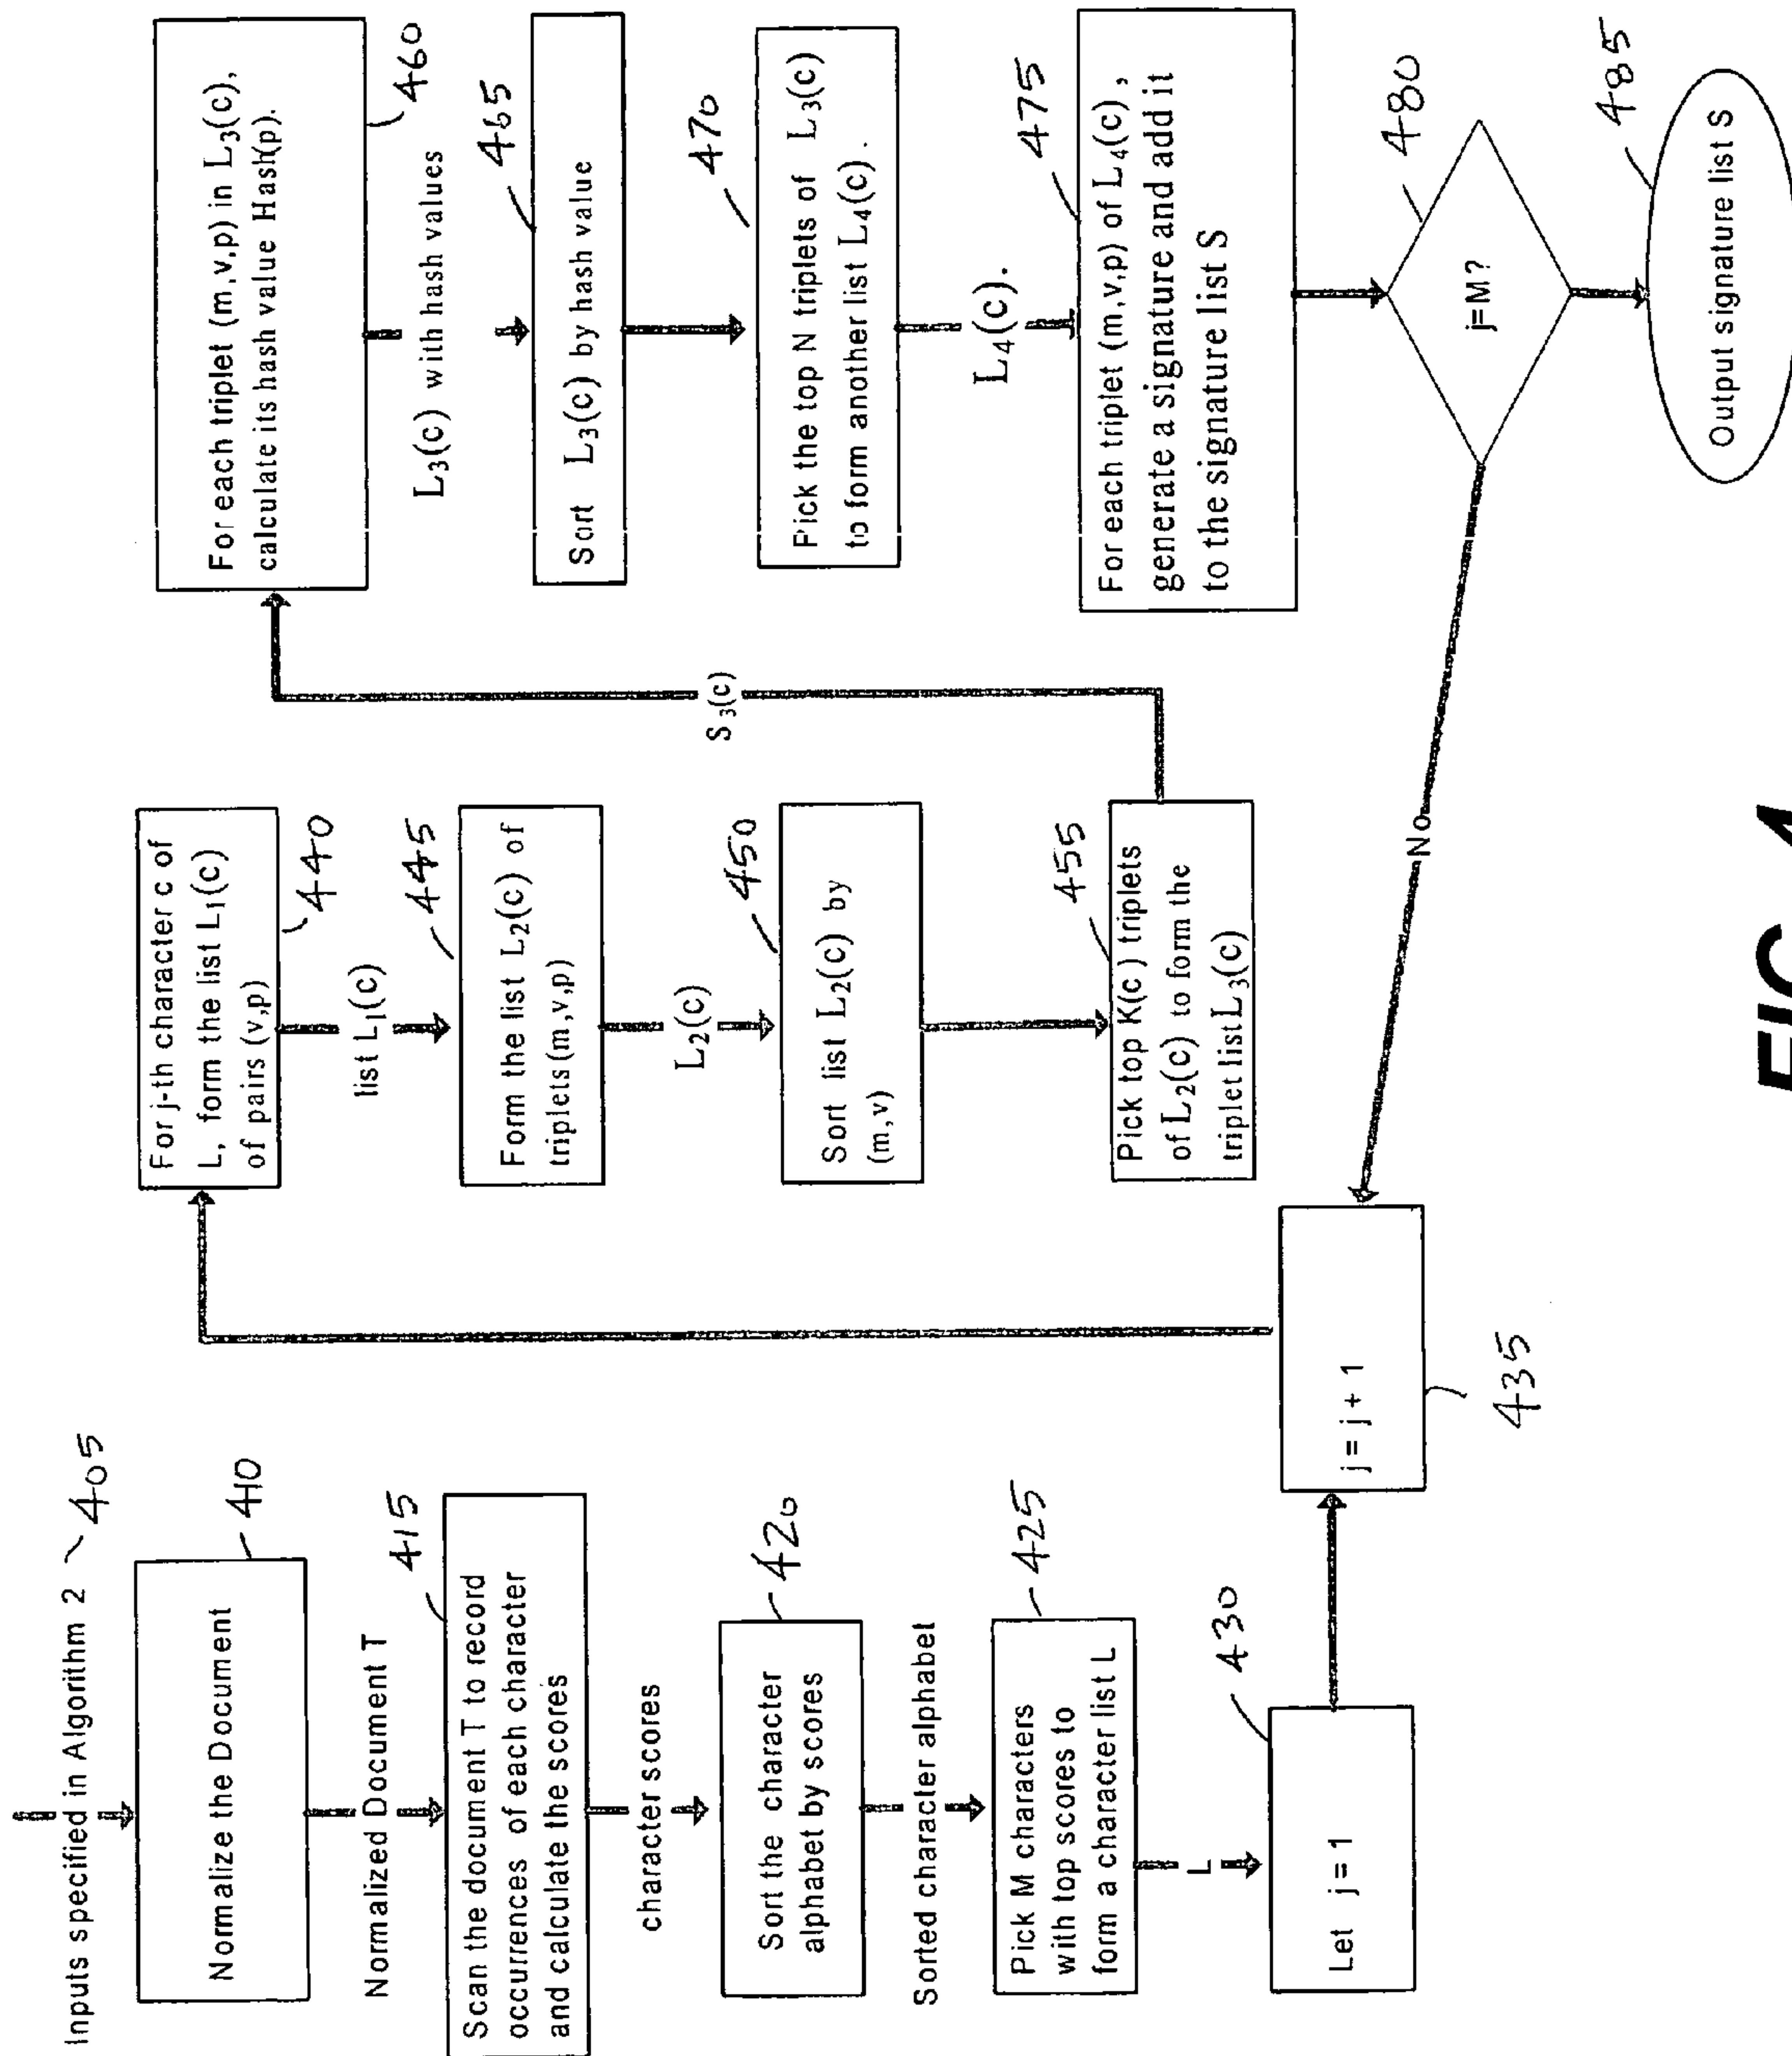 Inputs specified in Algorithm 2
405
Normalize the Document
410
Normalized Document T
Scan the document T to record
occurrences of each character
and calculate the scores
415
character scores
Sort the character
alphabet by scores
420
Sorted character alphabet
Pick M characters
with top scores to
form a character list L
425
L
Let j=1
430
j= j + 1
435
For j-th character c of
L, form the list L₁(c)
of pairs (v,p)
440
list L₁(c)
Form the list L₂(c) of
triplets (m,v,p)
445
L₂(c)
Sort list L₂(c) by
(m,v)
450
Pick top K(c) triplets
of L₂(c) to form the
triplet list L₃(c)
455
S₃(c)
For each triplet (m,v,p) in L₃(c),
calculate its hash value Hash(p).
460
L₃(c) with hash values
Sort L₃(c) by hash value
465
Pick the top N triplets of L₃(c)
to form another list L₄(c).
470
L₄(c).
For each triplet (m,v,p) of L₄(c),
generate a signature and add it
to the signature list S
475
j=M?
480
No
Output signature list S
485
FIG. 4